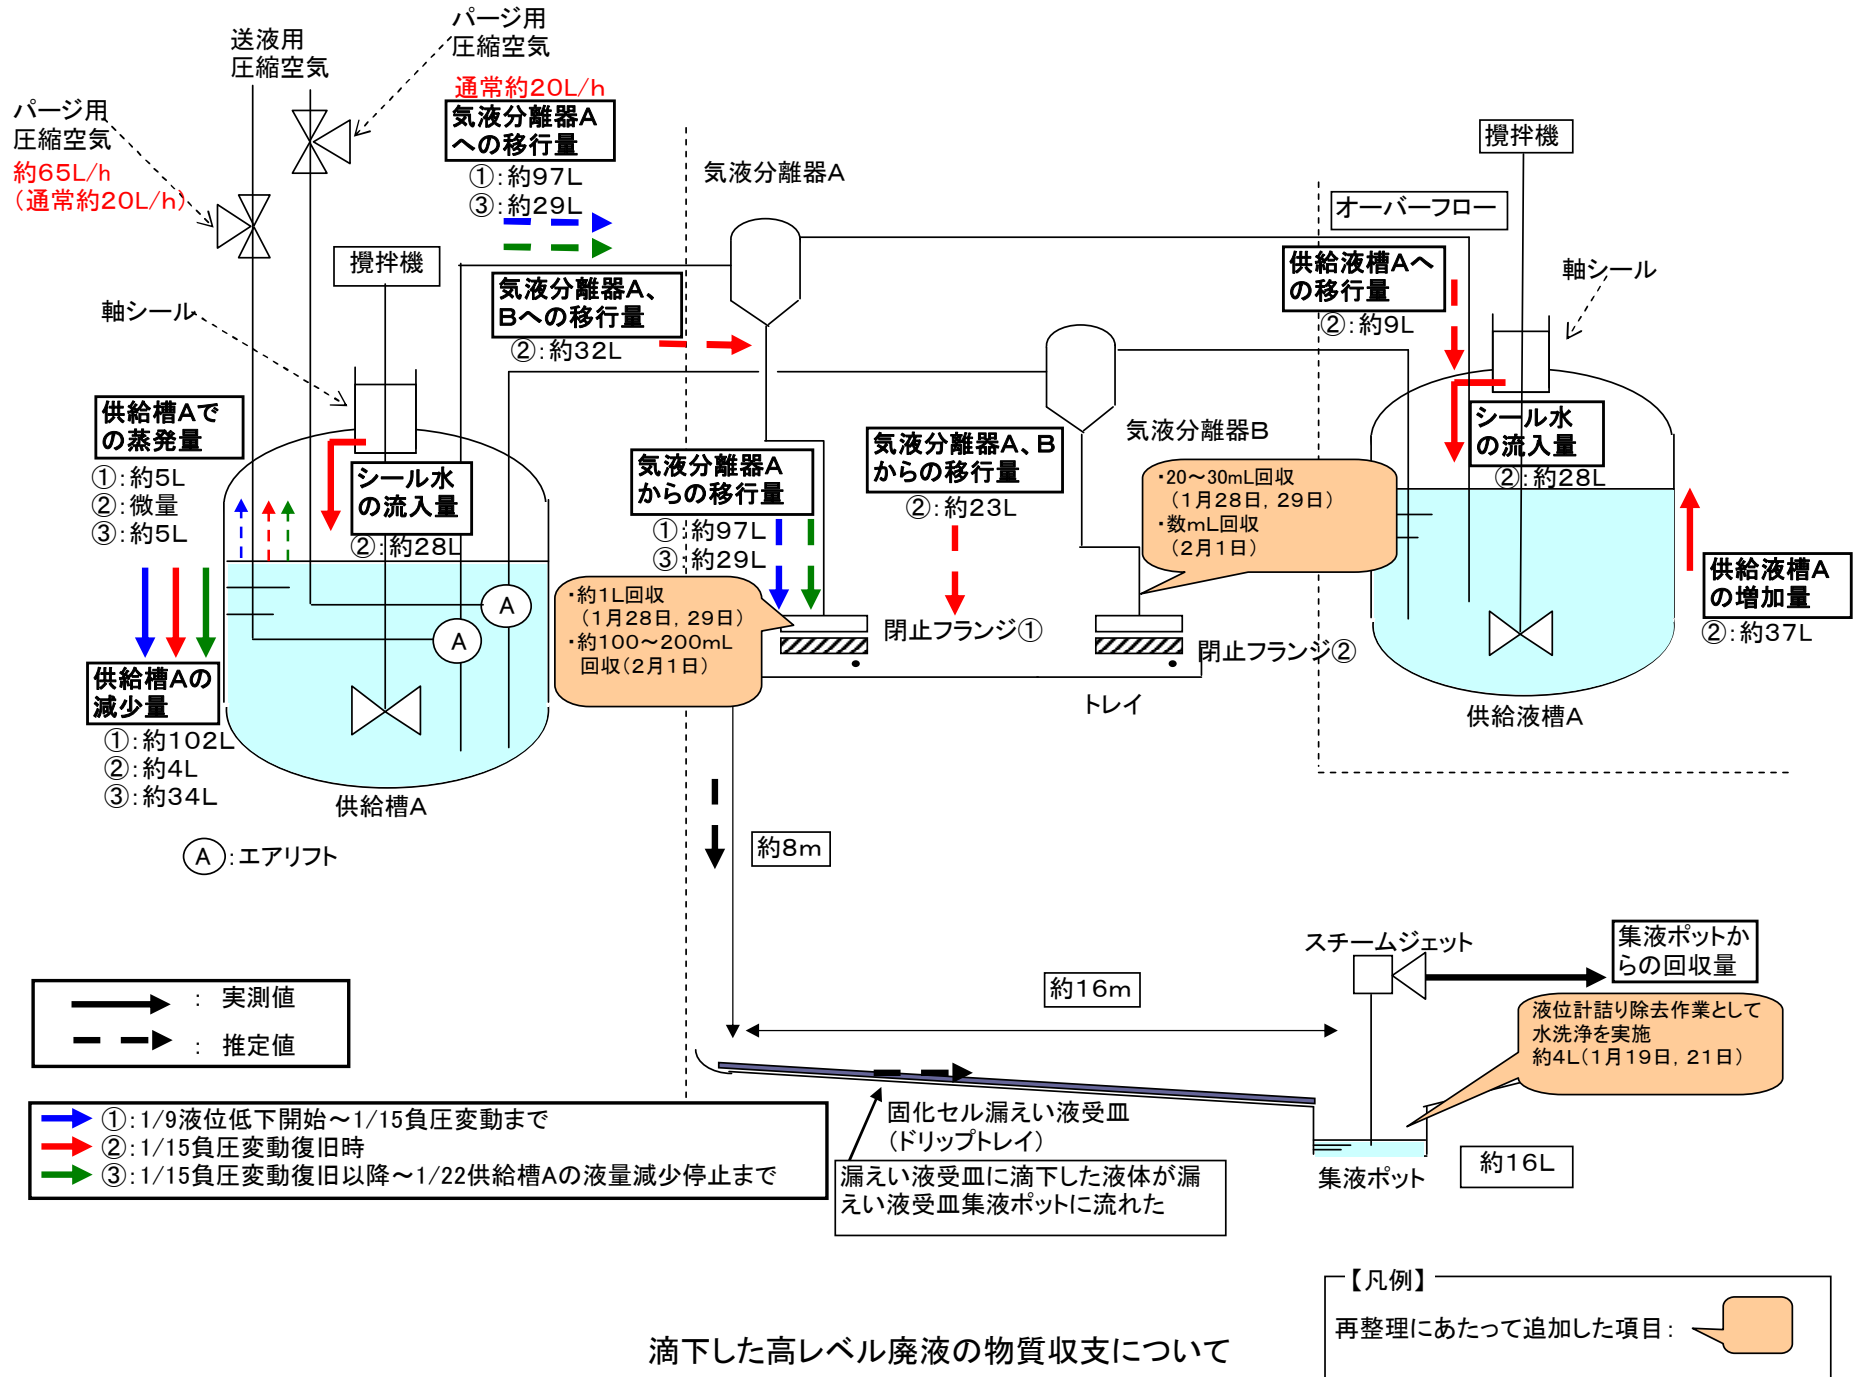 パージ用
圧縮空気
送液用
圧縮空気
パージ用
圧縮空気
約65L/h
(通常約20L/h)
通常約20L/h
気液分離器A
への移行量
①:約97L
③:約29L
気液分離器A
攪拌機
オーバーフロー
攪拌機
軸シール
気液分離器A、
Bへの移行量
②:約32L
供給液槽Aへ
の移行量
②:約9L
軸シール
供給槽Aで
の蒸発量
①:約5L
②:微量
③:約5L
シール水
の流入量
②:約28L
気液分離器A
からの移行量
①:約97L
③:約29L
気液分離器A、B
からの移行量
②:約23L
気液分離器B
・20～30mL回収
(1月28日, 29日)
・数mL回収
(2月1日)
シール水
の流入量
②:約28L
供給液槽A
の増加量
②:約37L
・約1L回収
(1月28日, 29日)
・約100～200mL
回収(2月1日)
A
A
閉止フランジ①
閉止フランジ②
トレイ
供給液槽A
供給槽Aの
減少量
①:約102L
②:約4L
③:約34L
供給槽A
A:エアリフト
約8m
スチームジェット
集液ポットか
らの回収量
約16m
液位計詰り除去作業として
水洗浄を実施
約4L(1月19日, 21日)
: 実測値
: 推定値
①:1/9液位低下開始～1/15負圧変動まで
②:1/15負圧変動復旧時
③:1/15負圧変動復旧以降～1/22供給槽Aの液量減少停止まで
固化セル漏えい液受皿
(ドリップトレイ)
漏えい液受皿に滴下した液体が漏
えい液受皿集液ポットに流れた
集液ポット
約16L
【凡例】
再整理にあたって追加した項目:
滴下した高レベル廃液の物質収支について